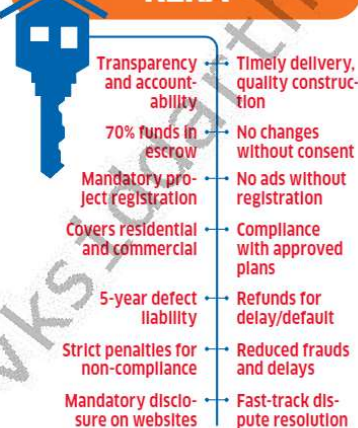 Transparency
and account-
ability
Timely delivery,
quality construc-
tion
70% funds in
escrow
No changes
without consent
Mandatory pro-
ject registration
No ads without
registration
Covers residential
and commercial
Compliance
with approved
plans
5-year defect
liability
Refunds for
delay/default
Strict penalties for
non-compliance
Reduced frauds
and delays
Mandatory disclo-
sure on websites
Fast-track dis-
pute resolution